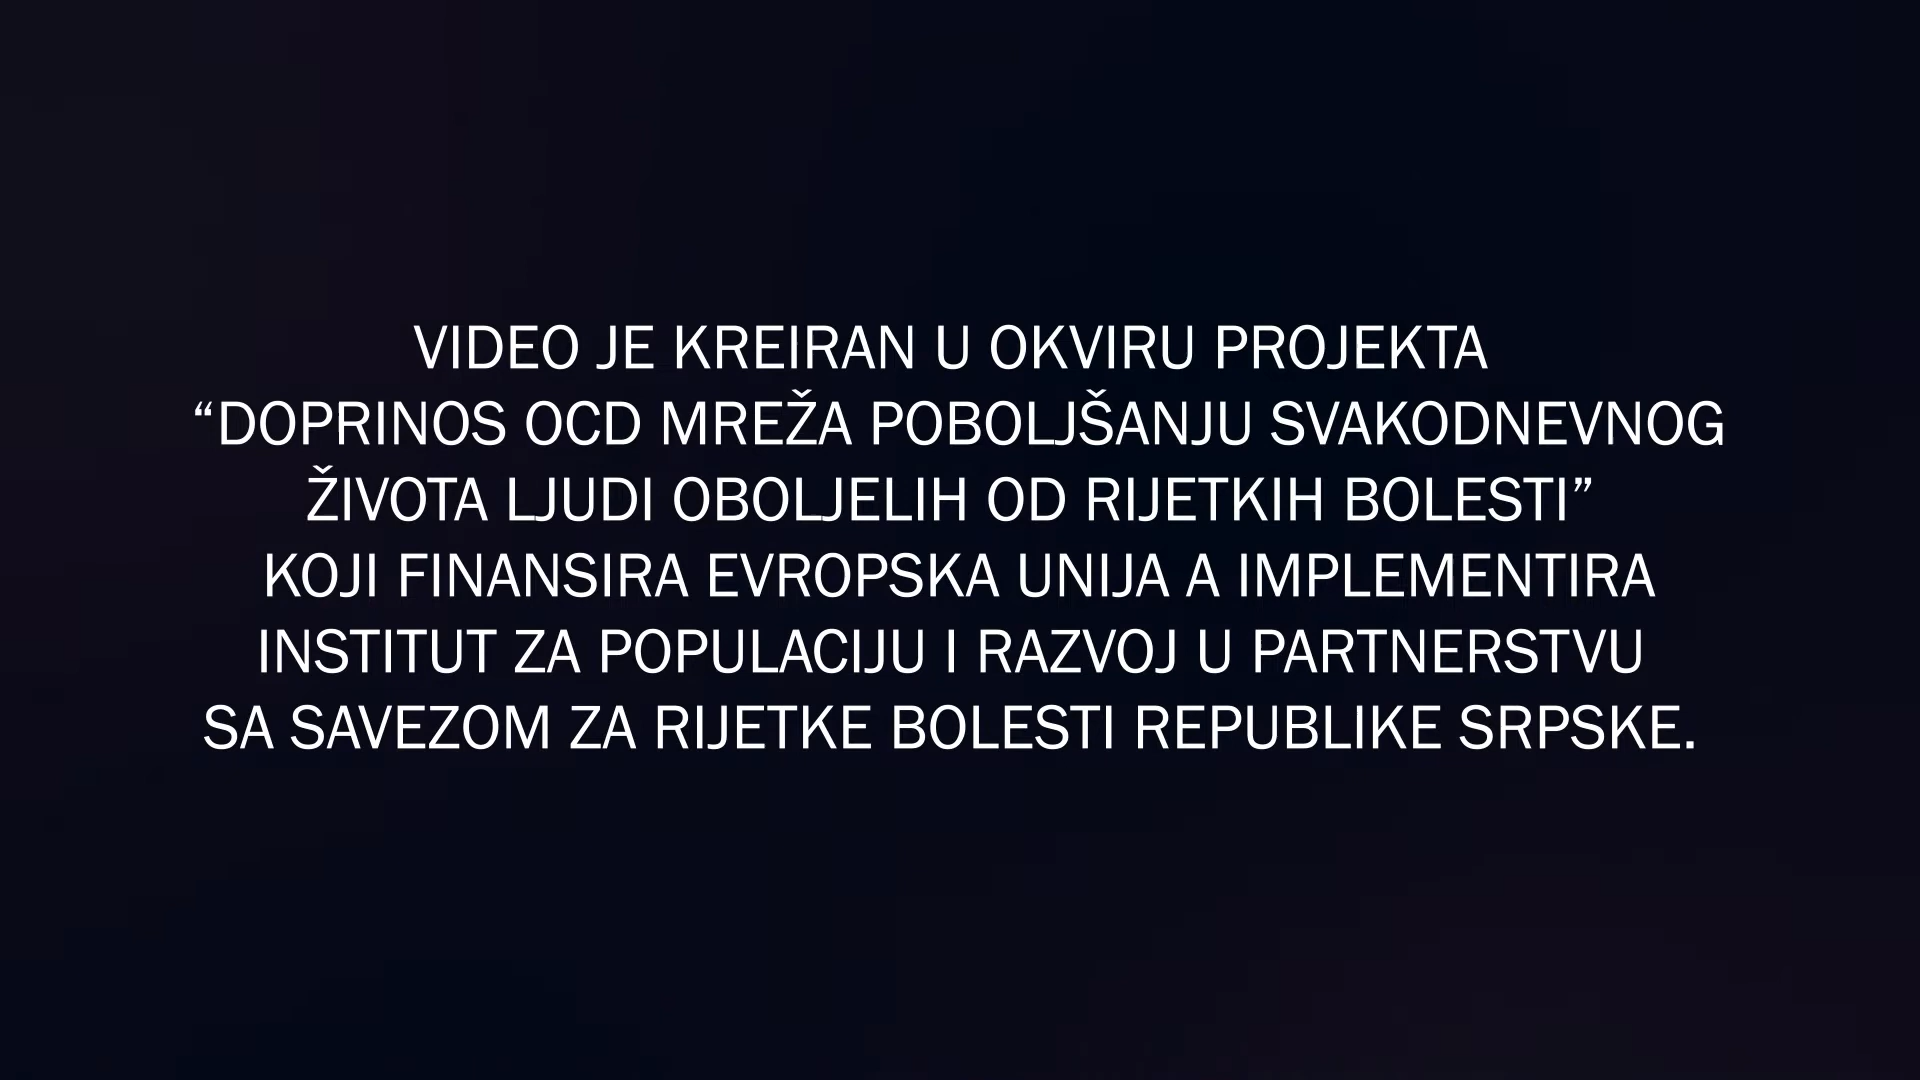 VIDEO JE KREIRAN U OKVIRU PROJEKTA
“DOPRINOS OCD MREŽA POBOLJŠANJU SVAKODNEVNOG
ŽIVOTA LJUDI OBOLJELIH OD RIJETKIH BOLESTI”
KOJI FINANSIRA EVROPSKA UNIJA A IMPLEMENTIRA
INSTITUT ZA POPULACIJU I RAZVOJ U PARTNERSTVU
SA SAVEZOM ZA RIJETKE BOLESTI REPUBLIKE SRPSKE.